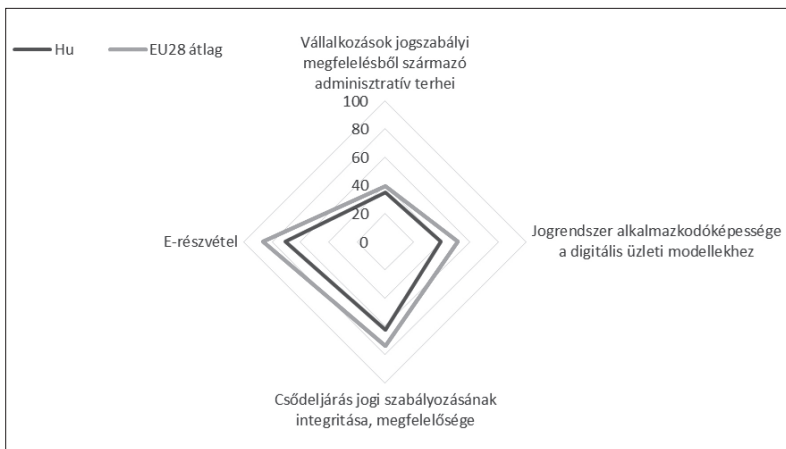 Hu
EU28 átlag
Vállalkozások jogszabályi
megfelelésből származó
adminisztratív terhei
100
80
60
40
20
0
E-részvétel
Jogrendszer alkalmazkodóképessége
a digitális üzleti modellekhez
Csődeljárás jogi szabályozásának
integritása, megfelelősége